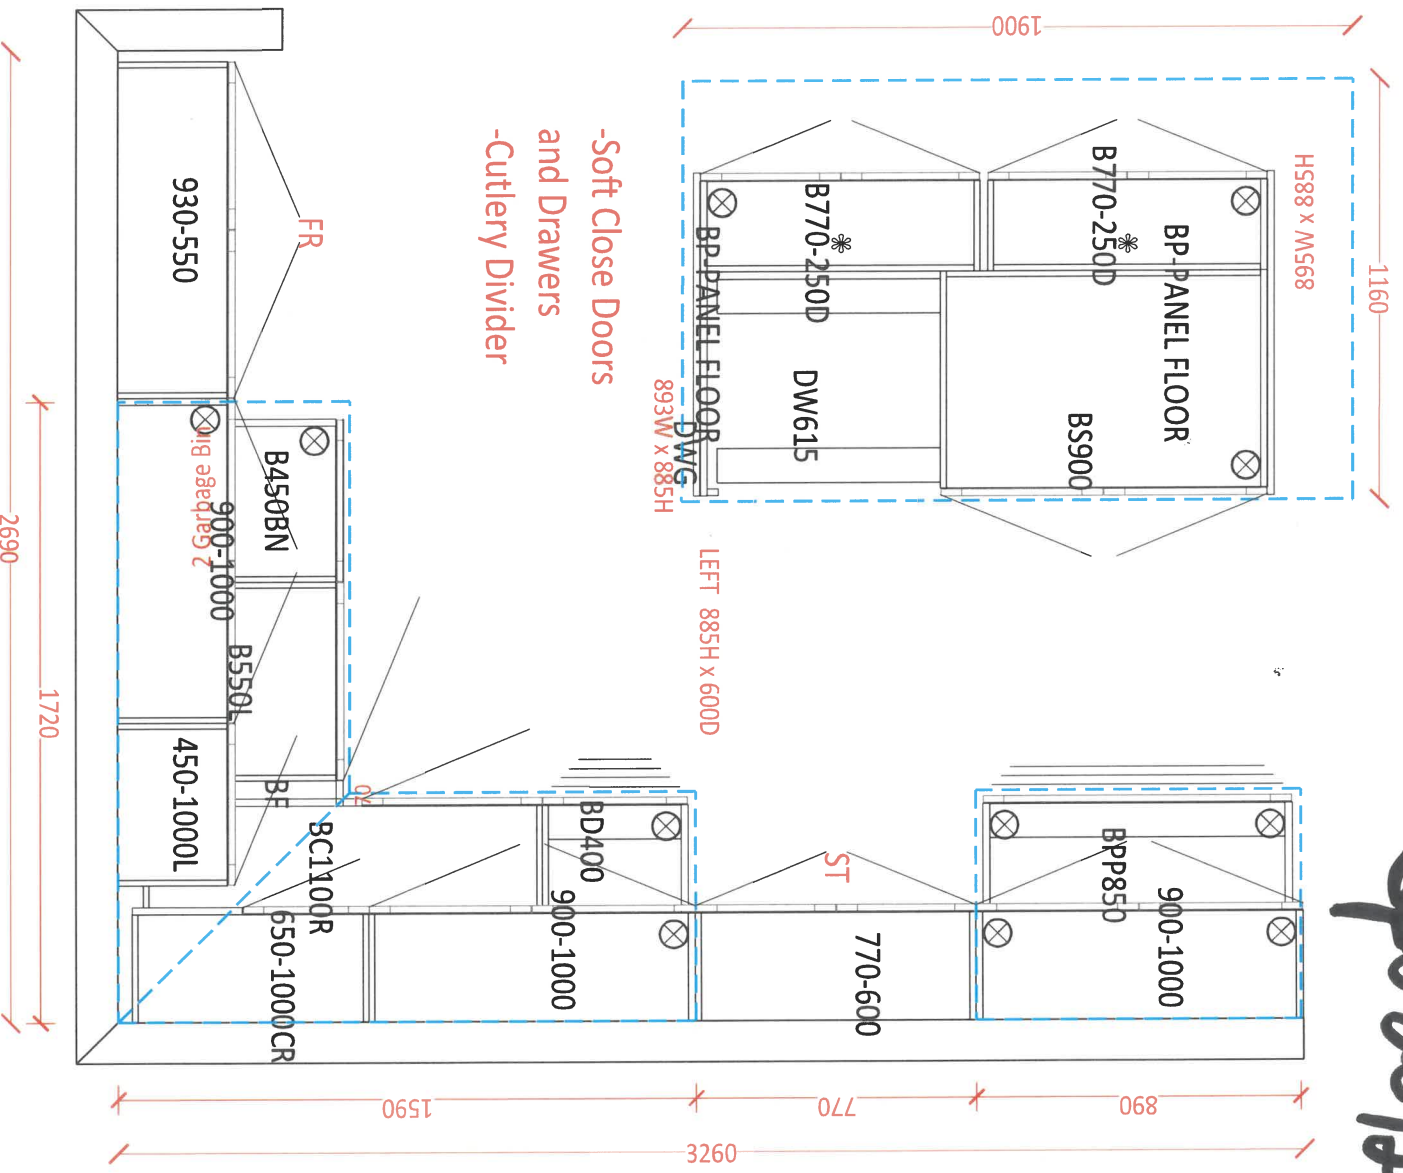 1900
1160
868W x 885H
B770-250D
BP-PANEL FLOOR
B770-250D
BP-PANEL FLOOR
DW615
BS900
DWG
893W x 885H
LEFT 885H x 600D
-Soft Close Doors
and Drawers
-Cutlery Divider
FR
930-550
B450BN
2 Garbage Bin
900-1000
B550L
450-1000L
BF
70
BC1100R
650-1000CR
BD400
900-1000
ST
770-600
BPP850
900-1000
2690
1720
1590
770
890
3260